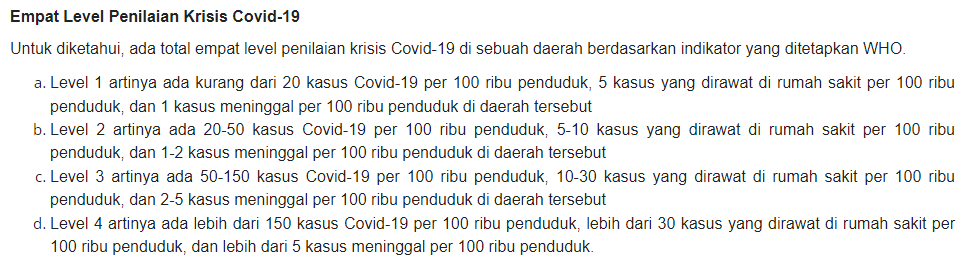 Empat Level Penilaian Krisis Covid-19
Untuk diketahui, ada total empat level penilaian krisis Covid-19 di sebuah daerah berdasarkan indikator yang ditetapkan WHO.
a. Level 1 artinya ada kurang dari 20 kasus Covid-19 per 100 ribu penduduk, 5 kasus yang dirawat di rumah sakit per 100 ribu
penduduk, dan 1 kasus meninggal per 100 ribu penduduk di daerah tersebut
b. Level 2 artinya ada 20-50 kasus Covid-19 per 100 ribu penduduk, 5-10 kasus yang dirawat di rumah sakit per 100 ribu
penduduk, dan 1-2 kasus meninggal per 100 ribu penduduk di daerah tersebut
c. Level 3 artinya ada 50-150 kasus Covid-19 per 100 ribu penduduk, 10-30 kasus yang dirawat di rumah sakit per 100 ribu
penduduk, dan 2-5 kasus meninggal per 100 ribu penduduk di daerah tersebut
d. Level 4 artinya ada lebih dari 150 kasus Covid-19 per 100 ribu penduduk, lebih dari 30 kasus yang dirawat di rumah sakit per
100 ribu penduduk, dan lebih dari 5 kasus meninggal per 100 ribu penduduk.